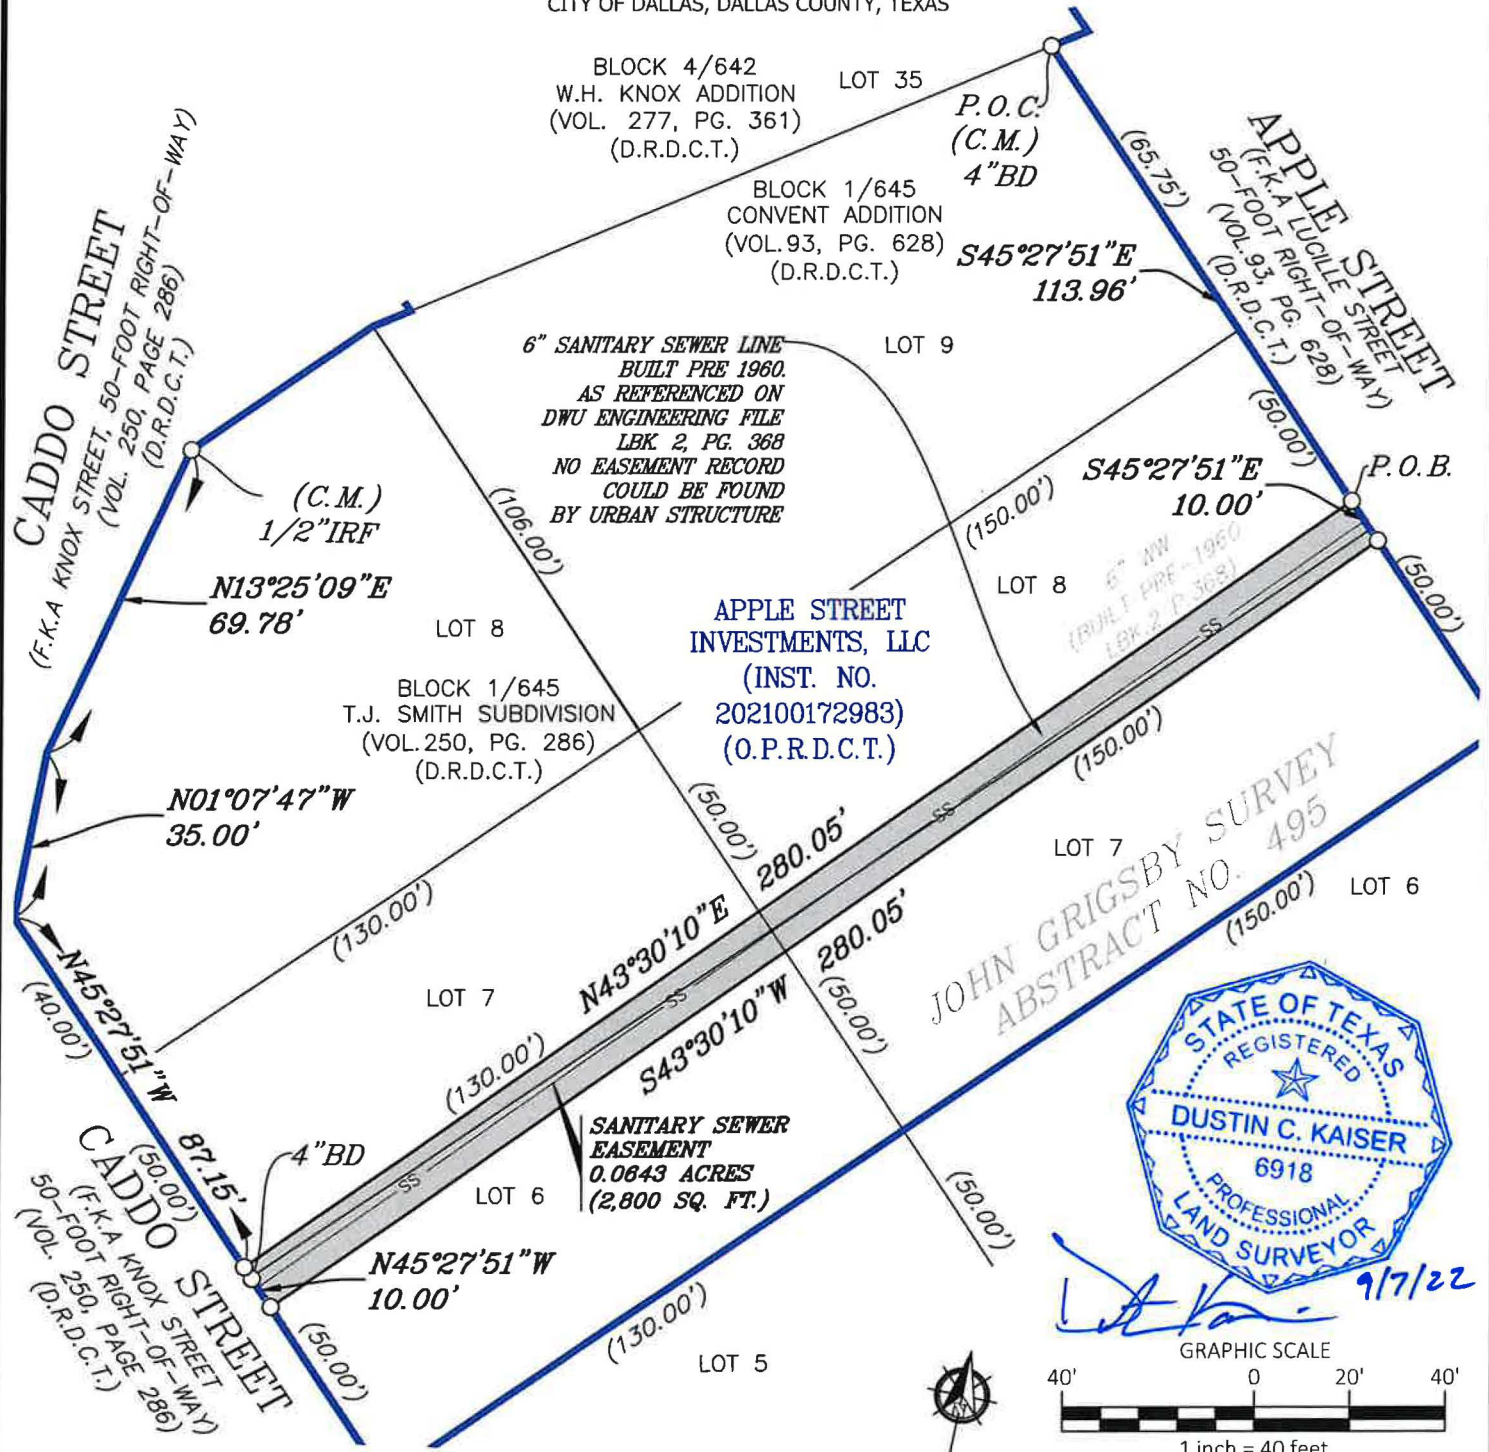 CITY OF DALLAS, DALLAS COUNTY, TEXAS
BLOCK 4/642
W.H. KNOX ADDITION
(VOL. 277, PG. 361)
(D.R.D.C.T.)
LOT 35
P.O.C.
(C.M.)
4"BD
(65.75')
APPLE STREET
(F.K.A LUCILLE STREET
50-FOOT RIGHT-OF-WAY)
(VOL.93, PG. 628)
(D.R.D.C.T.)
BLOCK 1/645
CONVENT ADDITION
(VOL.93, PG. 628)
(D.R.D.C.T.)
S45°27'51"E
113.96'
CADDO STREET
(F.K.A KNOX STREET, 50-FOOT RIGHT-OF-WAY)
(VOL. 250, PAGE 286)
(D.R.D.C.T.)
6" SANITARY SEWER LINE
BUILT PRE 1960.
AS REFERENCED ON
DWU ENGINEERING FILE
LBK 2, PG. 368
NO EASEMENT RECORD
COULD BE FOUND
BY URBAN STRUCTURE
LOT 9
(50.00')
S45°27'51"E
10.00'
P.O.B.
(C.M.)
1/2"IRF
(106.00')
(150.00')
N13°25'09"E
69.78'
LOT 8
6" WW
(BUILT PRE-1960
LBK.2 P.368)
(50.00')
LOT 8
APPLE STREET
INVESTMENTS, LLC
(INST. NO.
202100172983)
(O.P.R.D.C.T.)
SS
BLOCK 1/645
T.J. SMITH SUBDIVISION
(VOL.250, PG. 286)
(D.R.D.C.T.)
(150.00')
N01°07'47"W
35.00'
(50.00')
SS
280.05'
LOT 7
JOHN GRIGSBY SURVEY
ABSTRACT NO. 495
LOT 6
(150.00')
(130.00')
N43°30'10"E
280.05'
N45°27'51"W
87.15'
(40.00')
LOT 7
SS
S43°30'10"W
(50.00')
(130.00')
STATE OF TEXAS
REGISTERED
DUSTIN C. KAISER
6918
PROFESSIONAL
LAND SURVEYOR
9/7/22
SANITARY SEWER
EASEMENT
0.0643 ACRES
(2,800 SQ. FT.)
(50.00')
4"BD
SS
LOT 6
(50.00')
CADDO STREET
(F.K.A KNOX STREET
50-FOOT RIGHT-OF-WAY)
(VOL. 250, PAGE 286)
(D.R.D.C.T.)
N45°27'51"W
10.00'
(50.00')
(130.00')
LOT 5
GRAPHIC SCALE
40' 0 20' 40'
1 inch = 40 feet